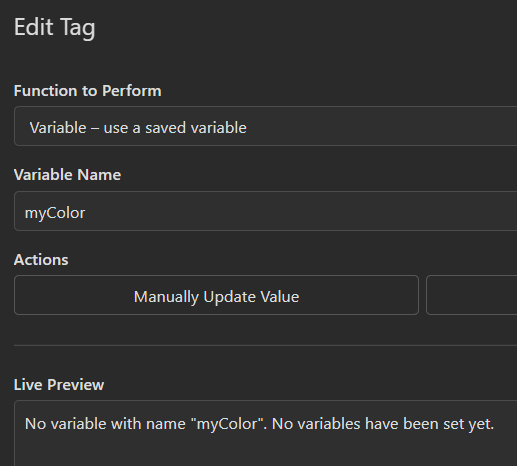 Edit Tag
Function to Perform
Variable – use a saved variable
Variable Name
myColor
Actions
Manually Update Value
Live Preview
No variable with name "myColor". No variables have been set yet.